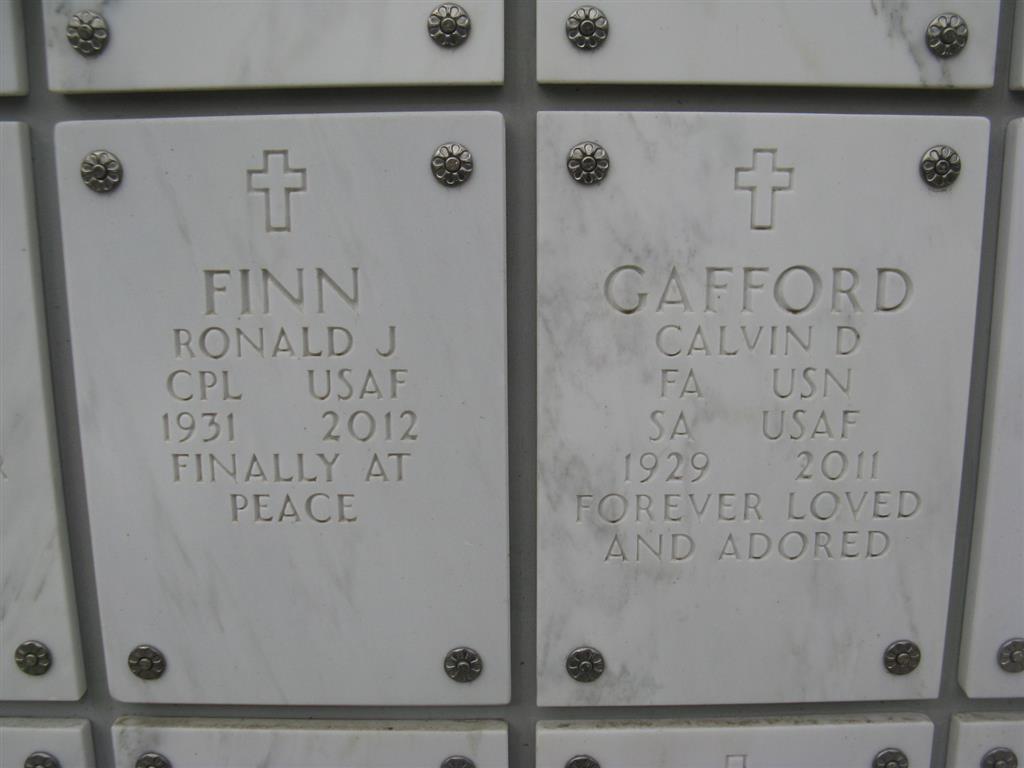 FINN
RONALD J
CPL USAF
1931 2012
FINALLY AT
PEACE
GAFFORD
CALVIN D
FA USN
SA USAF
1929 2011
FOREVER LOVED
AND ADORED